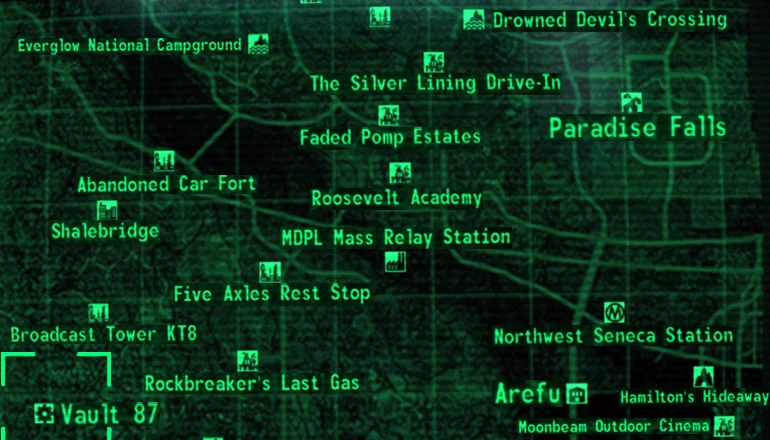 Drowned Devil's Crossing
Everglow National Campground
The Silver Lining Drive-In
Paradise Falls
Faded Pomp Estates
Abandoned Car Fort
Roosevelt Academy
Shalebridge
MDPL Mass Relay Station
Five Axles Rest Stop
Broadcast Tower KT8
Northwest Seneca Station
Rockbreaker's Last Gas
Arefu
Hamilton's Hideaway
Vault 87
Moonbeam Outdoor Cinema